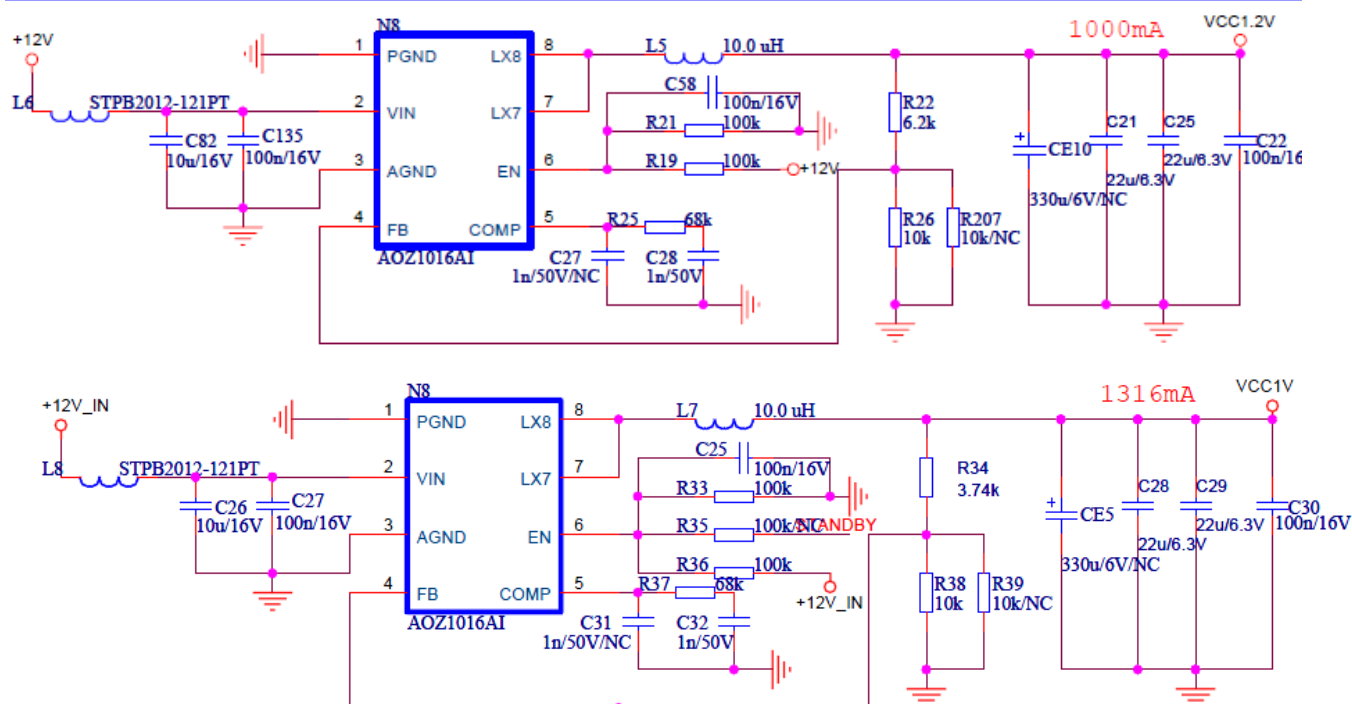 N8
1000mA
VCC1.2V
+12V
1
PGND
LX8
8
L5
10.0 uH
C58
100n/16V
L6
STPB2012-121PT
2
VIN
LX7
7
R22
6.2k
R21
100k
C82
10u/16V
C135
100n/16V
3
AGND
EN
6
R19
100k
+12V
CE10
330u/6V/NC
C21
22u/6.3V
C25
22u/6.3V
C22
100n/16
4
FB
COMP
5
R25
68k
R26
10k
R207
10k/NC
AOZ1016AI
C27
1n/50V/NC
C28
1n/50V
N8
1316mA
VCC1V
+12V_IN
1
PGND
LX8
8
L7
10.0 uH
C25
100n/16V
L8
STPB2012-121PT
2
VIN
LX7
7
R34
3.74k
R33
100k
C26
10u/16V
C27
100n/16V
3
AGND
EN
6
R35
100k/NC
STANDBY
CE5
330u/6V/NC
C28
22u/6.3V
C29
22u/6.3V
C30
100n/16V
R36
100k
+12V_IN
4
FB
COMP
5
R37
68k
R38
10k
R39
10k/NC
AOZ1016AI
C31
1n/50V/NC
C32
1n/50V